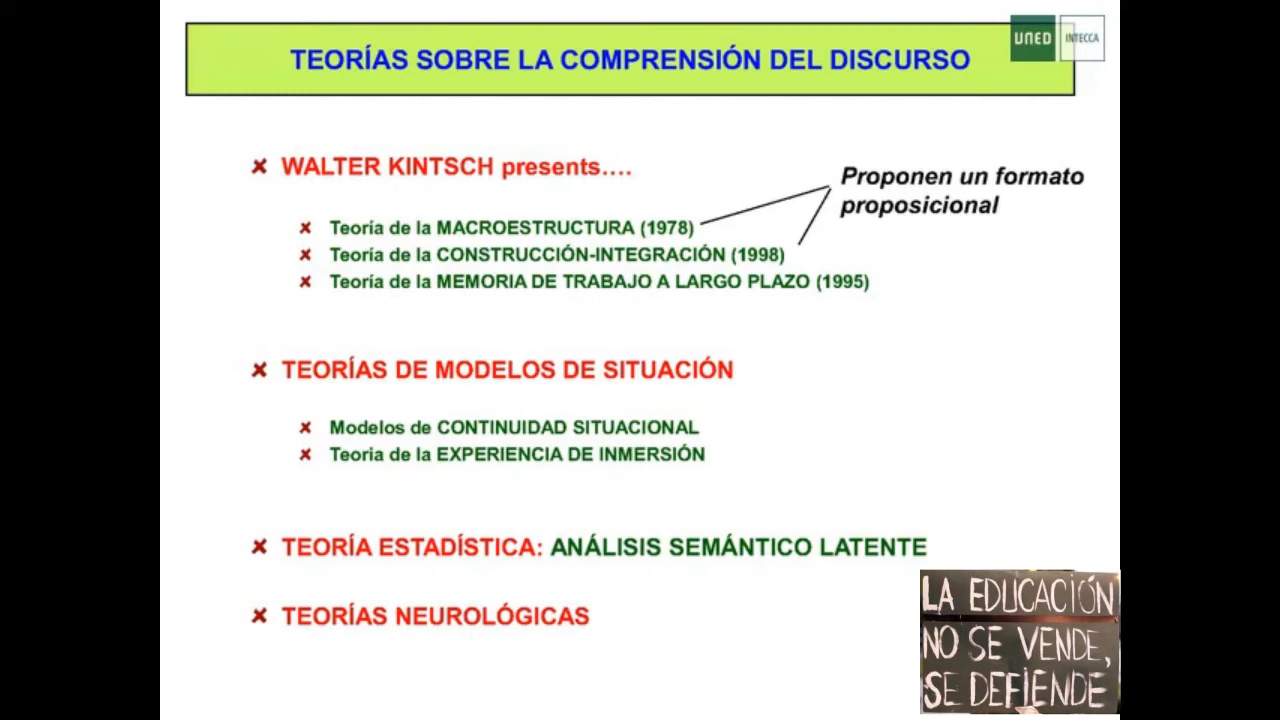 TEORÍAS SOBRE LA COMPRENSIÓN DEL DISCURSO
UNED
INTECCA
WALTER KINTSCH presents….
Proponen un formato
proposicional
Teoría de la MACROESTRUCTURA (1978)
Teoría de la CONSTRUCCIÓN-INTEGRACIÓN (1998)
Teoría de la MEMORIA DE TRABAJO A LARGO PLAZO (1995)
TEORÍAS DE MODELOS DE SITUACIÓN
Modelos de CONTINUIDAD SITUACIONAL
Teoria de la EXPERIENCIA DE INMERSIÓN
TEORÍA ESTADÍSTICA: ANÁLISIS SEMÁNTICO LATENTE
TEORÍAS NEUROLÓGICAS
LA EDUCACIÓN
NO SE VENDE,
SE DEFIENDE